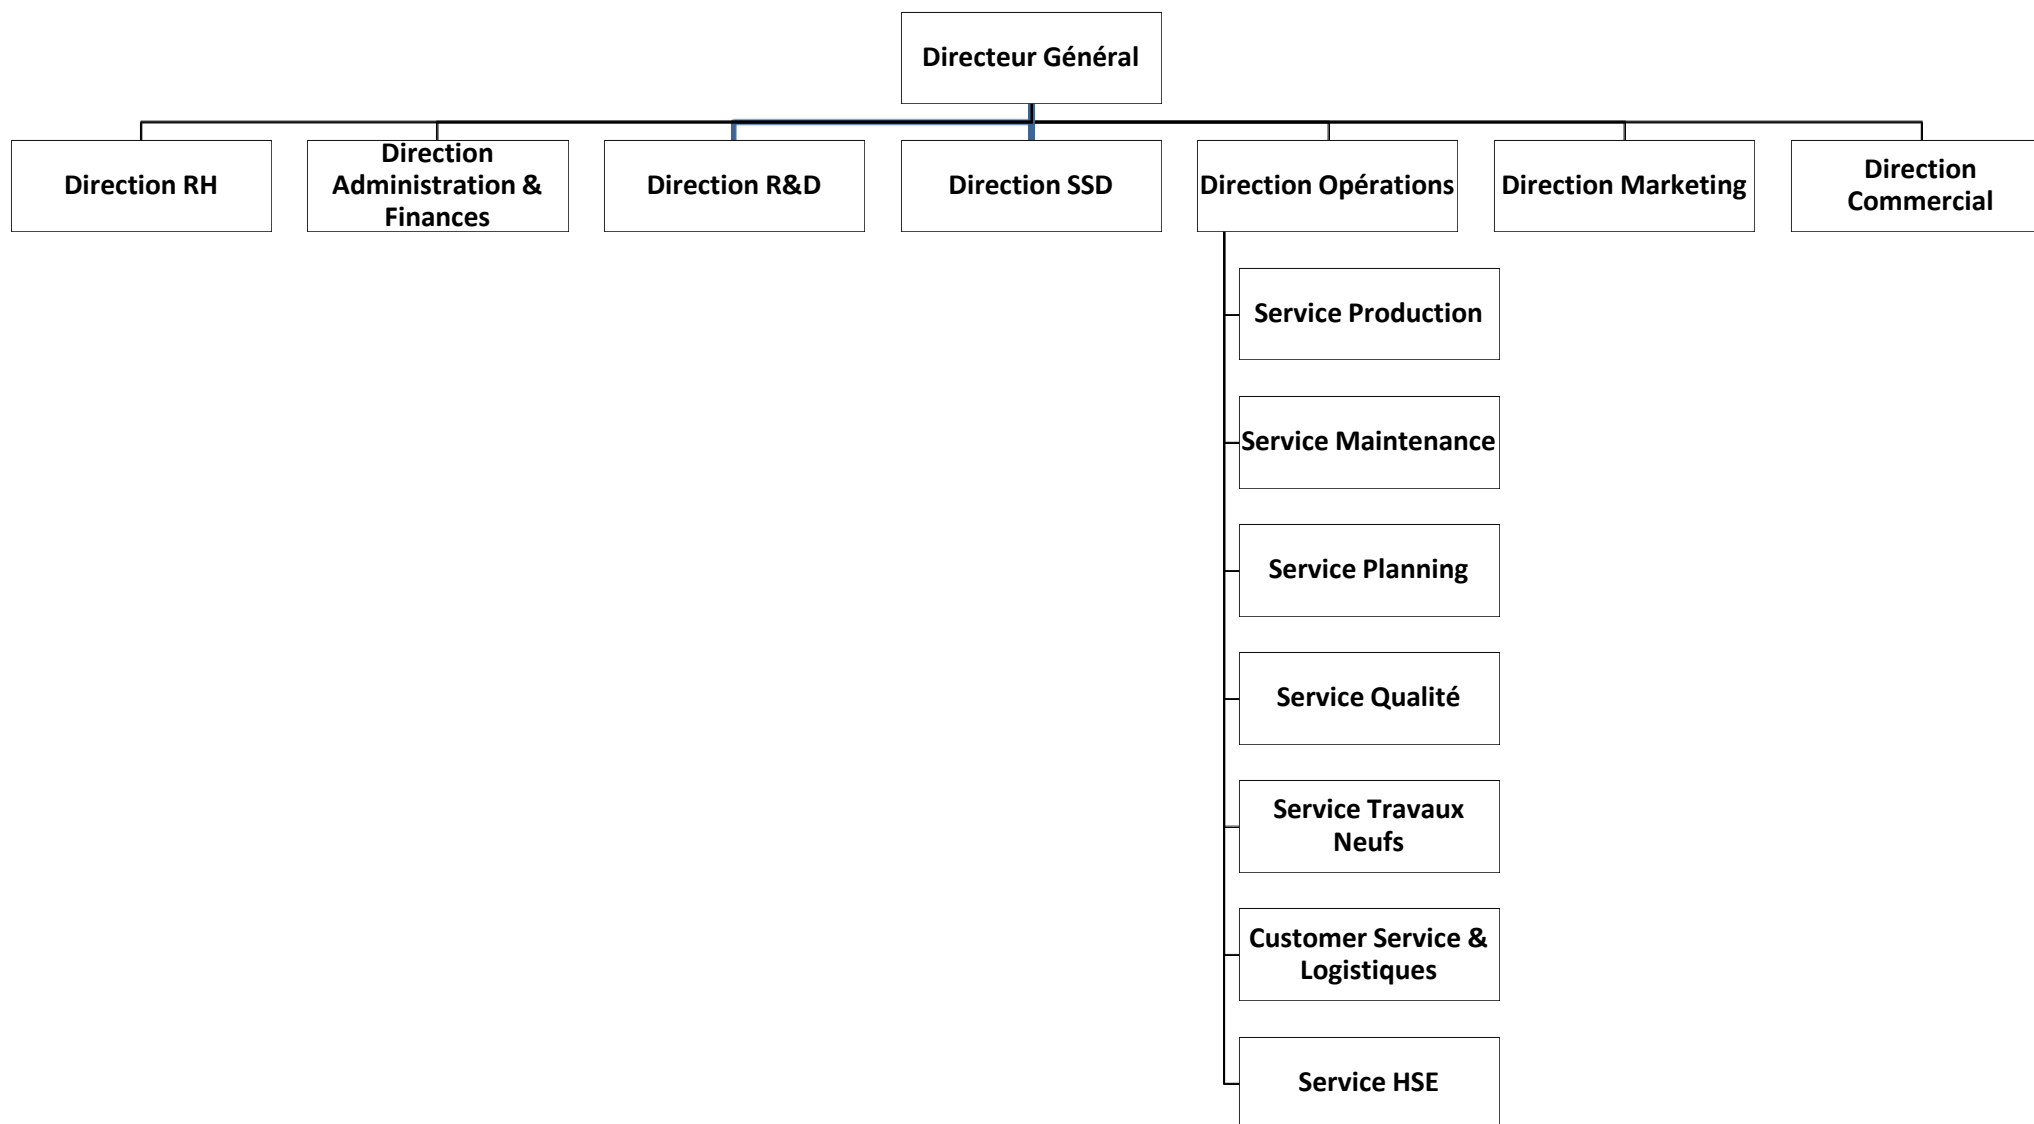 Directeur Général
Direction RH
Direction
Administration &
Finances
Direction R&D
Direction SSD
Direction Opérations
Direction Marketing
Direction
Commercial
Service Production
Service Maintenance
Service Planning
Service Qualité
Service Travaux
Neufs
Customer Service &
Logistiques
Service HSE